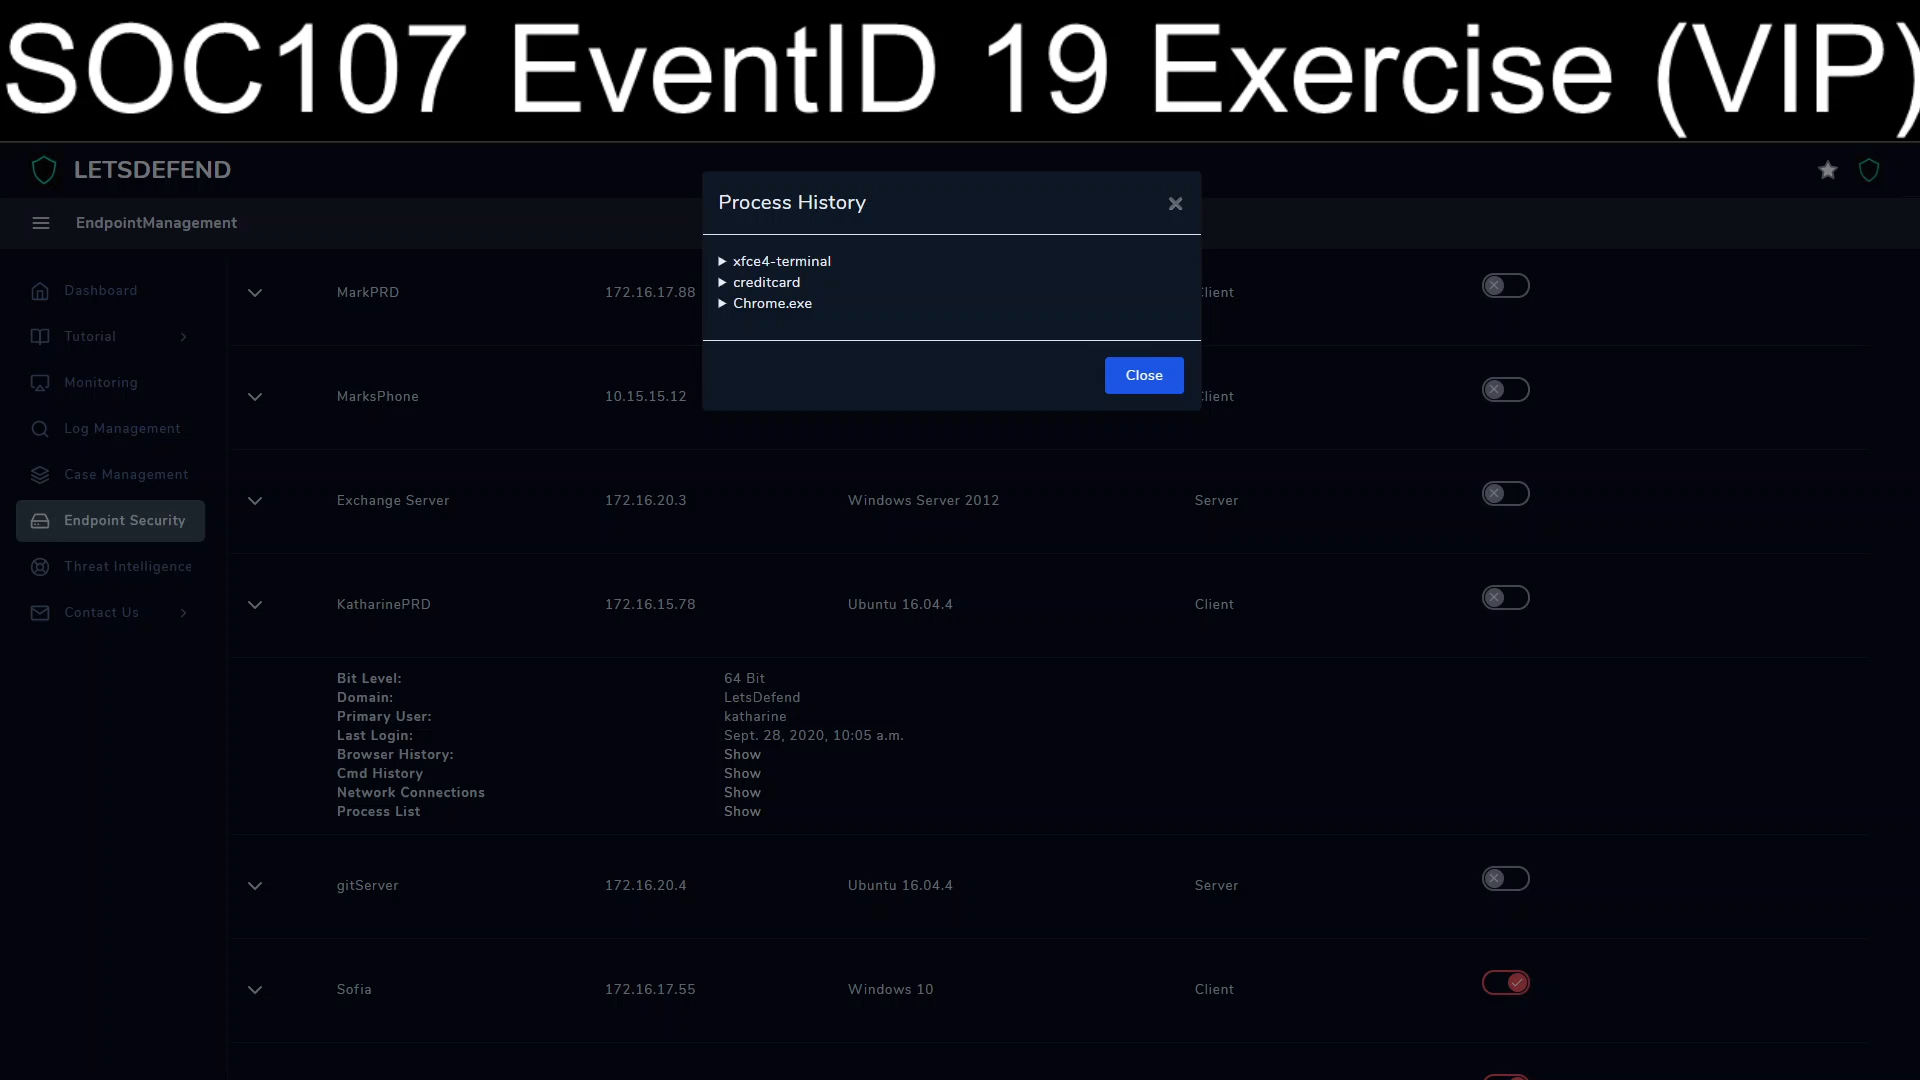 SOC107 EventID 19 Exercise (VIP)
LETSDEFEND
EndpointManagement
Process History
xfce4-terminal
creditcard
Chrome.exe
Close
Dashboard
Tutorial
Monitoring
Log Management
Case Management
Endpoint Security
Threat Intelligence
Contact Us
MarkPRD 172.16.17.88 Client
MarksPhone 10.15.15.12 Client
Exchange Server 172.16.20.3 Windows Server 2012 Server
KatharinePRD 172.16.15.78 Ubuntu 16.04.4 Client
Bit Level: 64 Bit
Domain: LetsDefend
Primary User: katharine
Last Login: Sept. 28, 2020, 10:05 a.m.
Browser History: Show
Cmd History Show
Network Connections Show
Process List Show
gitServer 172.16.20.4 Ubuntu 16.04.4 Server
Sofia 172.16.17.55 Windows 10 Client